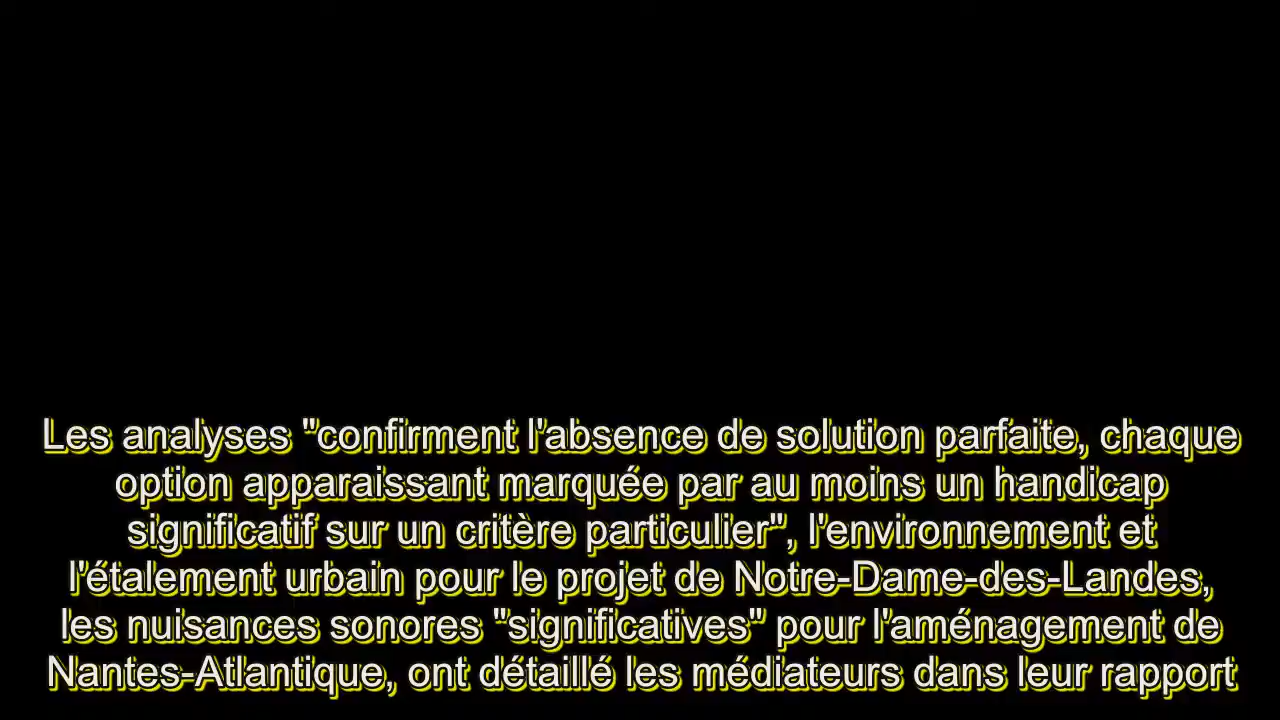 Les analyses "confirment l'absence de solution parfaite, chaque
option apparaissant marquée par au moins un handicap
significatif sur un critère particulier", l'environnement et
l'étalement urbain pour le projet de Notre-Dame-des-Landes,
les nuisances sonores "significatives" pour l'aménagement de
Nantes-Atlantique, ont détaillé les médiateurs dans leur rapport